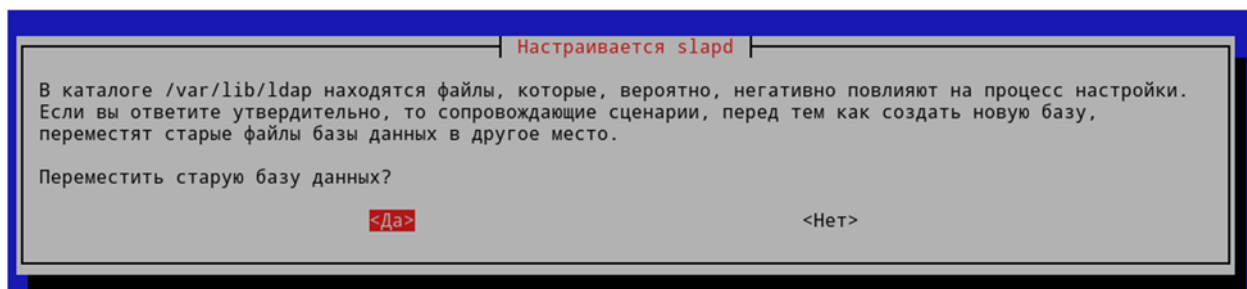 Настраивается slapd
В каталоге /var/lib/ldap находятся файлы, которые, вероятно, негативно повлияют на процесс настройки.
Если вы ответите утвердительно, то сопровождающие сценарии, перед тем как создать новую базу,
переместят старые файлы базы данных в другое место.
Переместить старую базу данных?
<Да> <Нет>